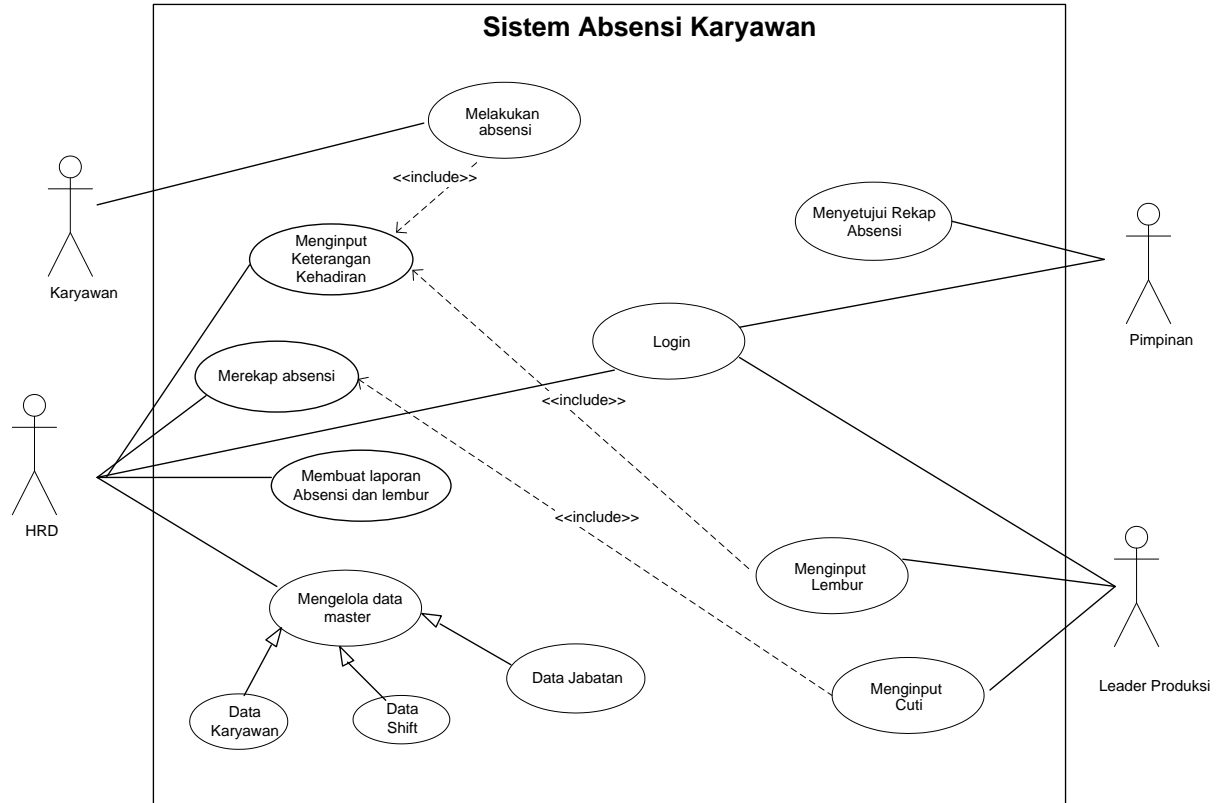 Sistem Absensi Karyawan
Melakukan
absensi
<<include>>
Karyawan
Menginput
Keterangan
Kehadiran
Menyetujui Rekap
Absensi
Pimpinan
Login
Merekap absensi
<<include>>
HRD
Membuat laporan
Absensi dan lembur
<<include>>
Menginput
Lembur
Mengelola data
master
Data Jabatan
Menginput
Cuti
Leader Produksi
Data
Karyawan
Data
Shift